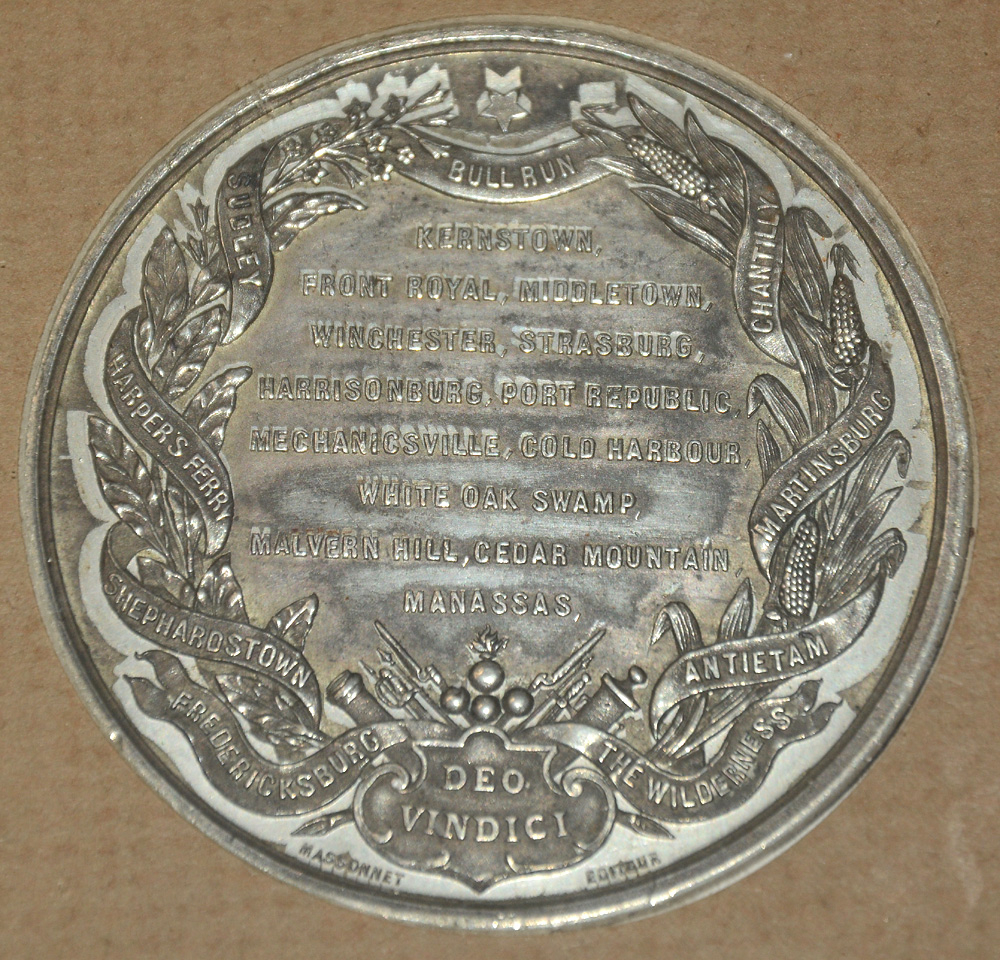 BULL RUN
SUDLEY
CHANTILLY
KERNSTOWN,
FRONT ROYAL, MIDDLETOWN,
WINCHESTER, STRASBURG,
HARRISONBURG, PORT REPUBLIC,
MECHANICSVILLE, COLD HARBOUR,
WHITE OAK SWAMP,
MALVERN HILL, CEDAR MOUNTAIN,
MANASSAS,
HARPER'S FERRY
MARTINSBURG
SHEPHARDSTOWN
ANTIETAM
FREDERICKSBURG
THE WILDERNESS
DEO
VINDICI
MASSONNET
EDITEUR